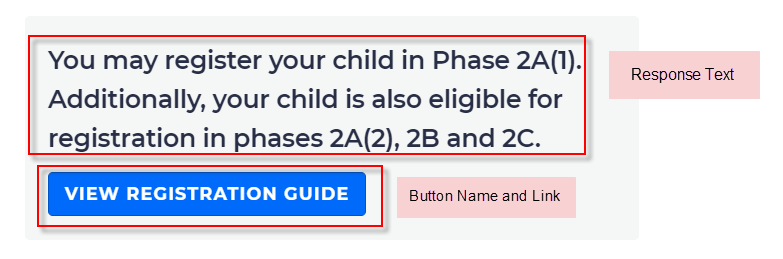 You may register your child in Phase 2A(1).
Response Text
Additionally, your child is also eligible for
registration in phases 2A(2), 2B and 2C.
VIEW REGISTRATION GUIDE
Button Name and Link